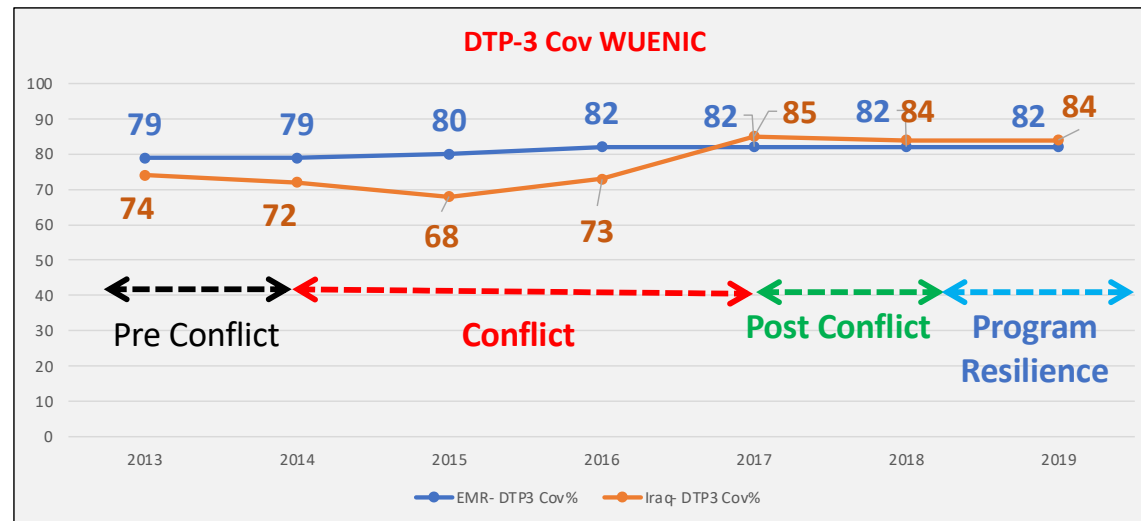 DTP-3 Cov WUENIC
100
90
80
70
60
50
40
30
20
10
0
79 79 80 82 82 85 82 84 82 84
74 72 68 73
Pre Conflict
Conflict
Post Conflict
Program
Resilience
2013 2014 2015 2016 2017 2018 2019
EMR- DTP3 Cov% Iraq- DTP3 Cov%